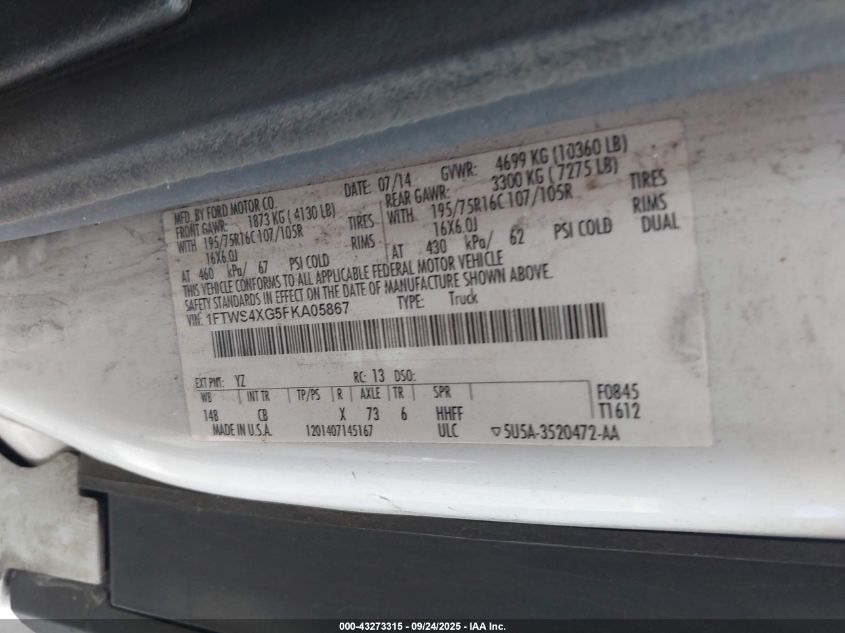 MFD. BY FORD MOTOR CO. DATE: 07/14 GVWR: 4699 KG (10360 LB)
FRONT GAWR: 1873 KG (4130 LB) REAR GAWR: 3300 KG (7275 LB)
WITH 195/75R16C 107/105R TIRES WITH 195/75R16C 107/105R TIRES
16X6.0J RIMS 16X6.0J RIMS
AT 460 kPa/ 67 PSI COLD AT 430 kPa/ 62 PSI COLD DUAL
THIS VEHICLE CONFORMS TO ALL APPLICABLE FEDERAL MOTOR VEHICLE
SAFETY STANDARDS IN EFFECT ON THE DATE OF MANUFACTURE SHOWN ABOVE.
VIN: 1FTWS4XG5FKA05867 TYPE: Truck
EXT PNT: YZ RC: 13 DSO:
WB INT TR TP/PS R AXLE TR SPR F0845
148 CB X 73 6 HHFF T1612
MADE IN U.S.A. 1201407145167 ULC ▽5U5A-3520472-AA
000-43273315 - 09/24/2025 - IAA Inc.